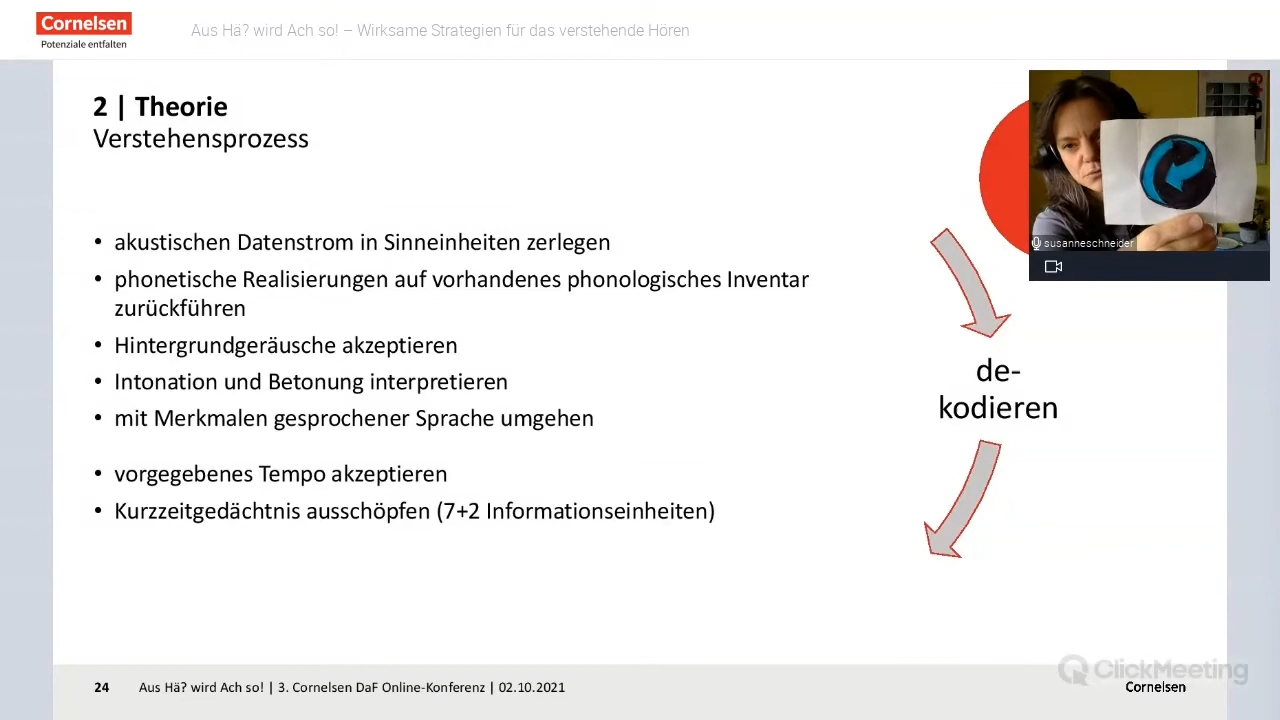 Cornelsen
Potenziale entfalten
Aus Hä? wird Ach so! – Wirksame Strategien für das verstehende Hören
2 | Theorie
Verstehensprozess
• akustischen Datenstrom in Sinneinheiten zerlegen
• phonetische Realisierungen auf vorhandenes phonologisches Inventar
zurückführen
• Hintergrundgeräusche akzeptieren
• Intonation und Betonung interpretieren
• mit Merkmalen gesprochener Sprache umgehen
• vorgegebenes Tempo akzeptieren
• Kurzzeitgedächtnis ausschöpfen (7+2 Informationseinheiten)
susanneschneider
de-
kodieren
ClickMeeting
24 Aus Hä? wird Ach so! | 3. Cornelsen DaF Online-Konferenz | 02.10.2021
Cornelsen